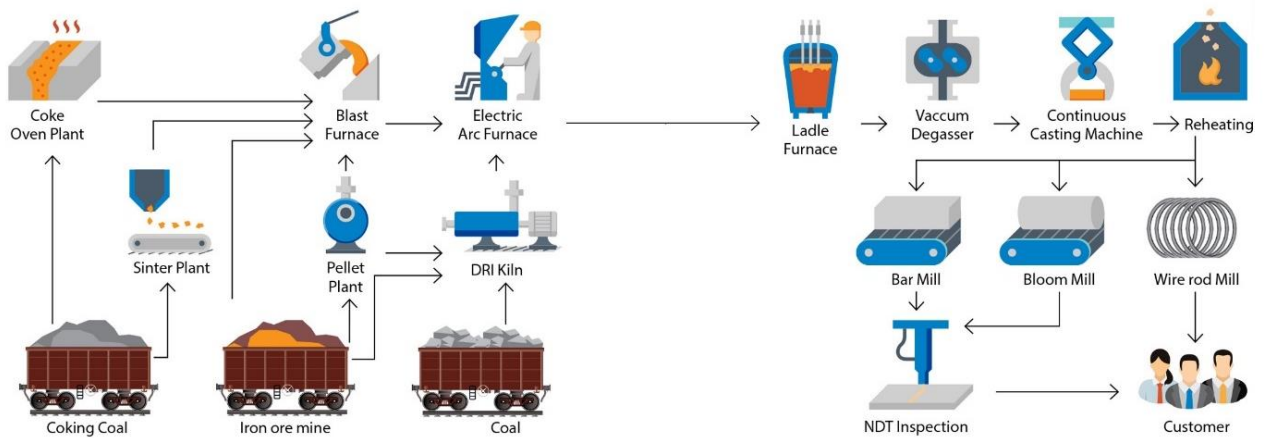 Coke
Oven Plant
Blast
Furnace
Electric
Arc Furnace
Ladle
Furnace
Vaccum
Degasser
Continuous
Casting Machine
Reheating
Sinter Plant
Pellet
Plant
DRI Kiln
Bar Mill
Bloom Mill
Wire rod Mill
Coking Coal
Iron ore mine
Coal
NDT Inspection
Customer